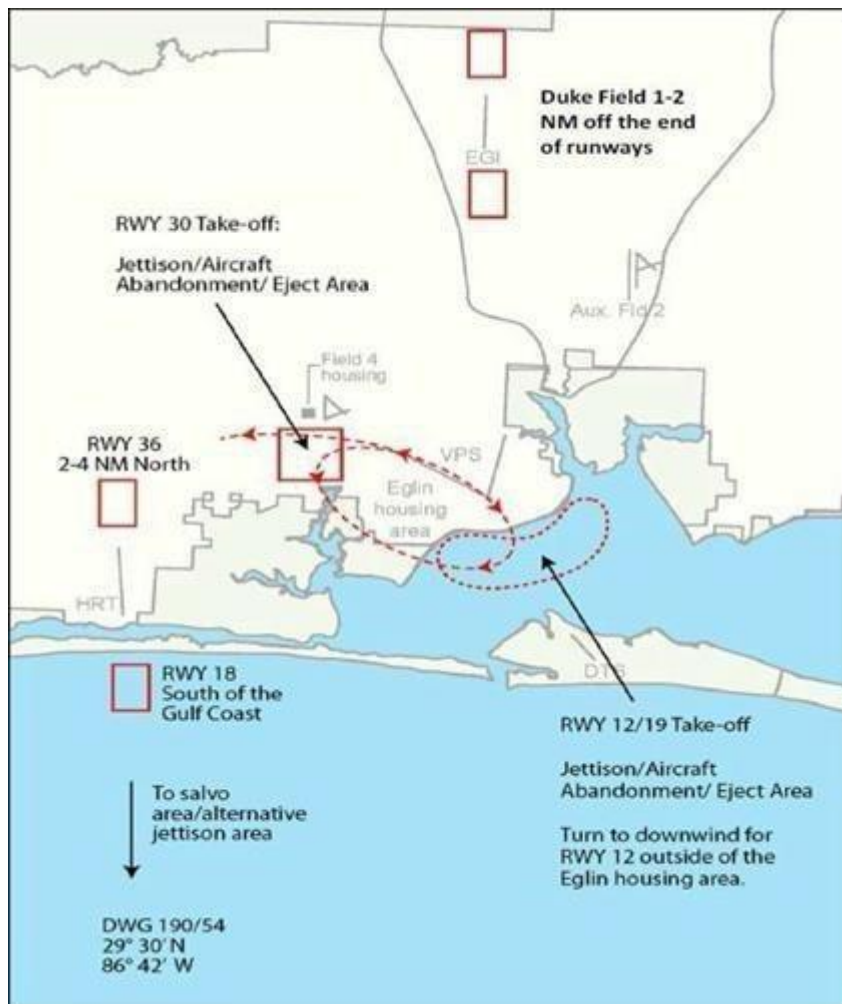 Duke Field 1-2
NM off the end
of runways
EGI
RWY 30 Take-off:
Jettison/Aircraft
Abandonment/ Eject Area
Aux. Fld 2
Field 4
housing
RWY 36
2-4 NM North
VPS
Eglin
housing
area
HRT
DTS
RWY 18
South of the
Gulf Coast
RWY 12/19 Take-off
Jettison/Aircraft
Abandonment/ Eject Area
Turn to downwind for
RWY 12 outside of the
Eglin housing area.
To salvo
area/alternative
jettison area
DWG 190/54
29° 30' N
86° 42' W